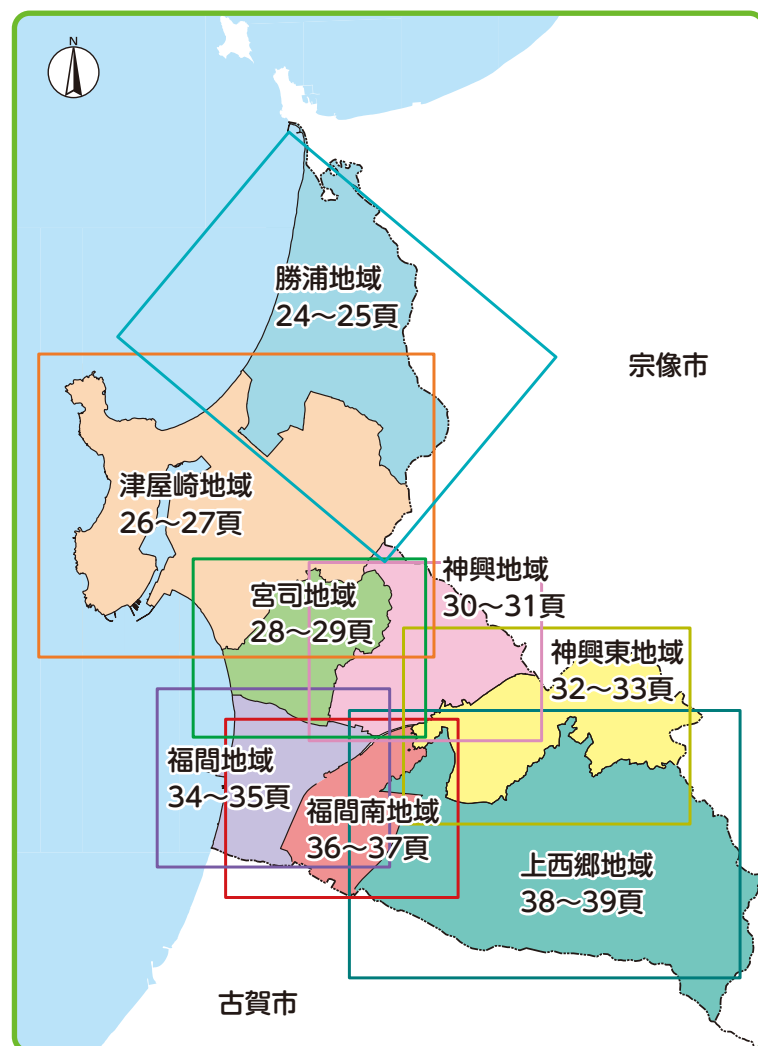 N
勝浦地域
24〜25頁
宗像市
津屋崎地域
26〜27頁
神興地域
30〜31頁
宮司地域
28〜29頁
神興東地域
32〜33頁
福間地域
34〜35頁
福間南地域
36〜37頁
上西郷地域
38〜39頁
古賀市